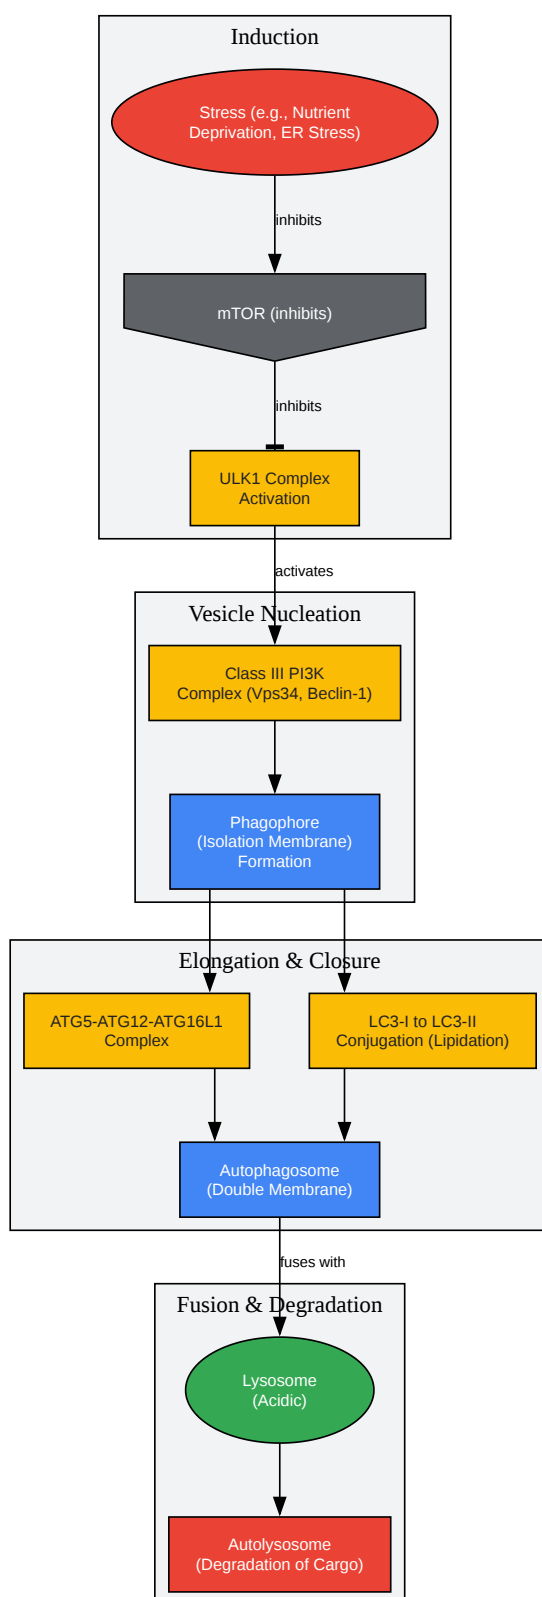 Induction
Stress (e.g., Nutrient
Deprivation, ER Stress)
inhibits
mTOR (inhibits)
inhibits
ULK1 Complex
Activation
activates
Vesicle Nucleation
Class III PI3K
Complex (Vps34, Beclin-1)
Phagophore
(Isolation Membrane)
Formation
Elongation & Closure
ATG5-ATG12-ATG16L1
Complex
LC3-I to LC3-II
Conjugation (Lipidation)
Autophagosome
(Double Membrane)
fuses with
Fusion & Degradation
Lysosome
(Acidic)
Autolysosome
(Degradation of Cargo)